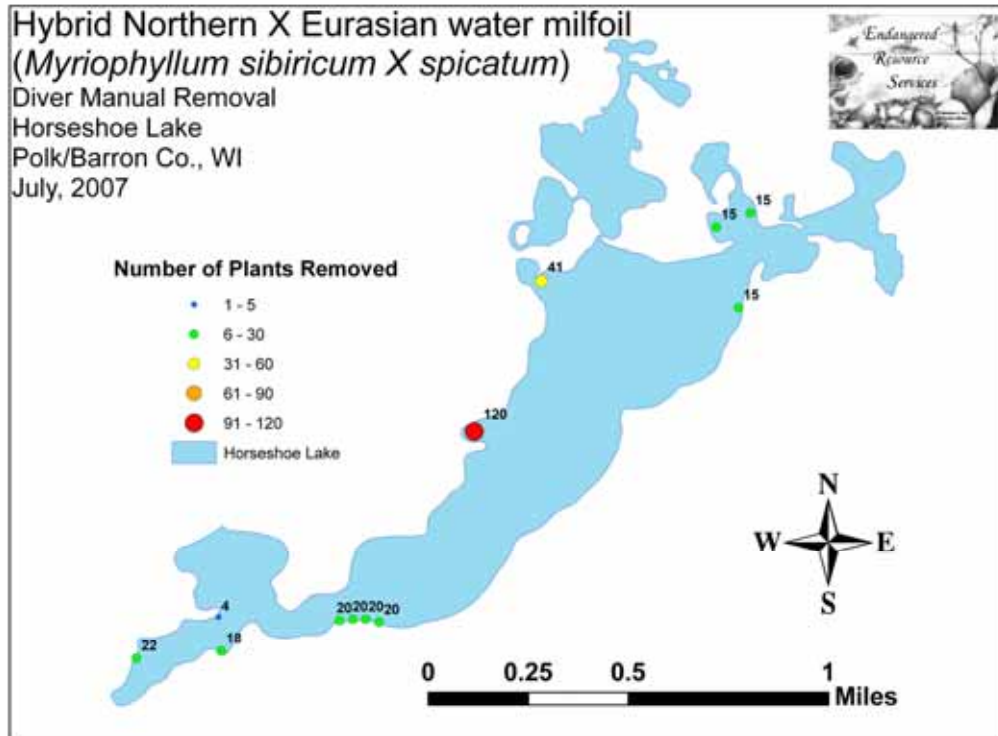 Hybrid Northern X Eurasian water milfoil
(Myriophyllum sibiricum X spicatum)
Diver Manual Removal
Horseshoe Lake
Polk/Barron Co., WI
July, 2007
Endangered
Resource
Services
Number of Plants Removed
1 - 5
6 - 30
31 - 60
61 - 90
91 - 120
Horseshoe Lake
15
15
41
15
120
N
W E
S
4
20 20 20 20
18
22
0 0.25 0.5 1
Miles